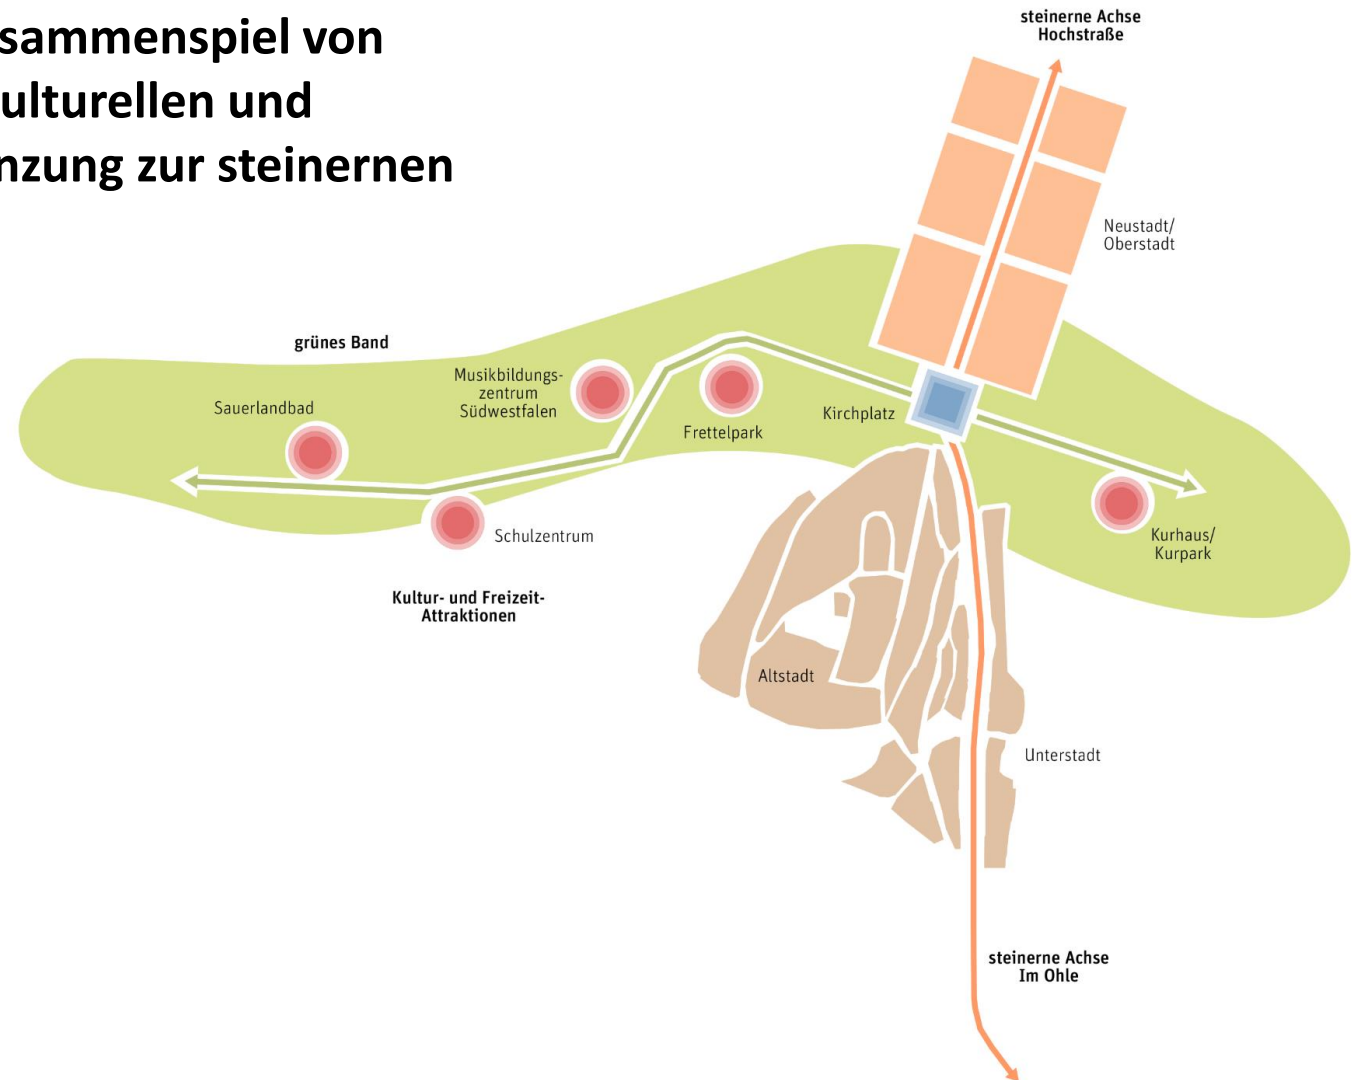 sammenspiel von
ulturellen und
nzung zur steinernen
steinerne Achse
Hochstraße
Neustadt/
Oberstadt
grünes Band
Musikbildungs-
zentrum
Südwestfalen
Sauerlandbad
Frettelpark
Kirchplatz
Schulzentrum
Kurhaus/
Kurpark
Kultur- und Freizeit-
Attraktionen
Altstadt
Unterstadt
steinerne Achse
Im Ohle